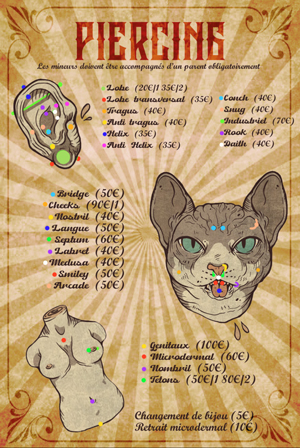 PIERCING
Les mineurs doivent être accompagnés d'un parent obligatoirement
Lobe (20€/1 35€/2)
Lobe transversal (35€)
Tragus (40€)
Anti tragus (40€)
Helix (35€)
Anti Helix (35€)
Conch (40€)
Snug (40€)
Industriel (70€)
Rook (40€)
Daith (40€)
Bridge (50€)
Cheeks (90€/1)
Nostril (40€)
Langue (50€)
Septum (60€)
Labret (40€)
Medusa (40€)
Smiley (50€)
Arcade (50€)
Genitaux (100€)
Microdermal (60€)
Nombril (50€)
Tetons (50€/1 80€/2)
Changement de bijou (5€)
Retrait microdermal (10€)